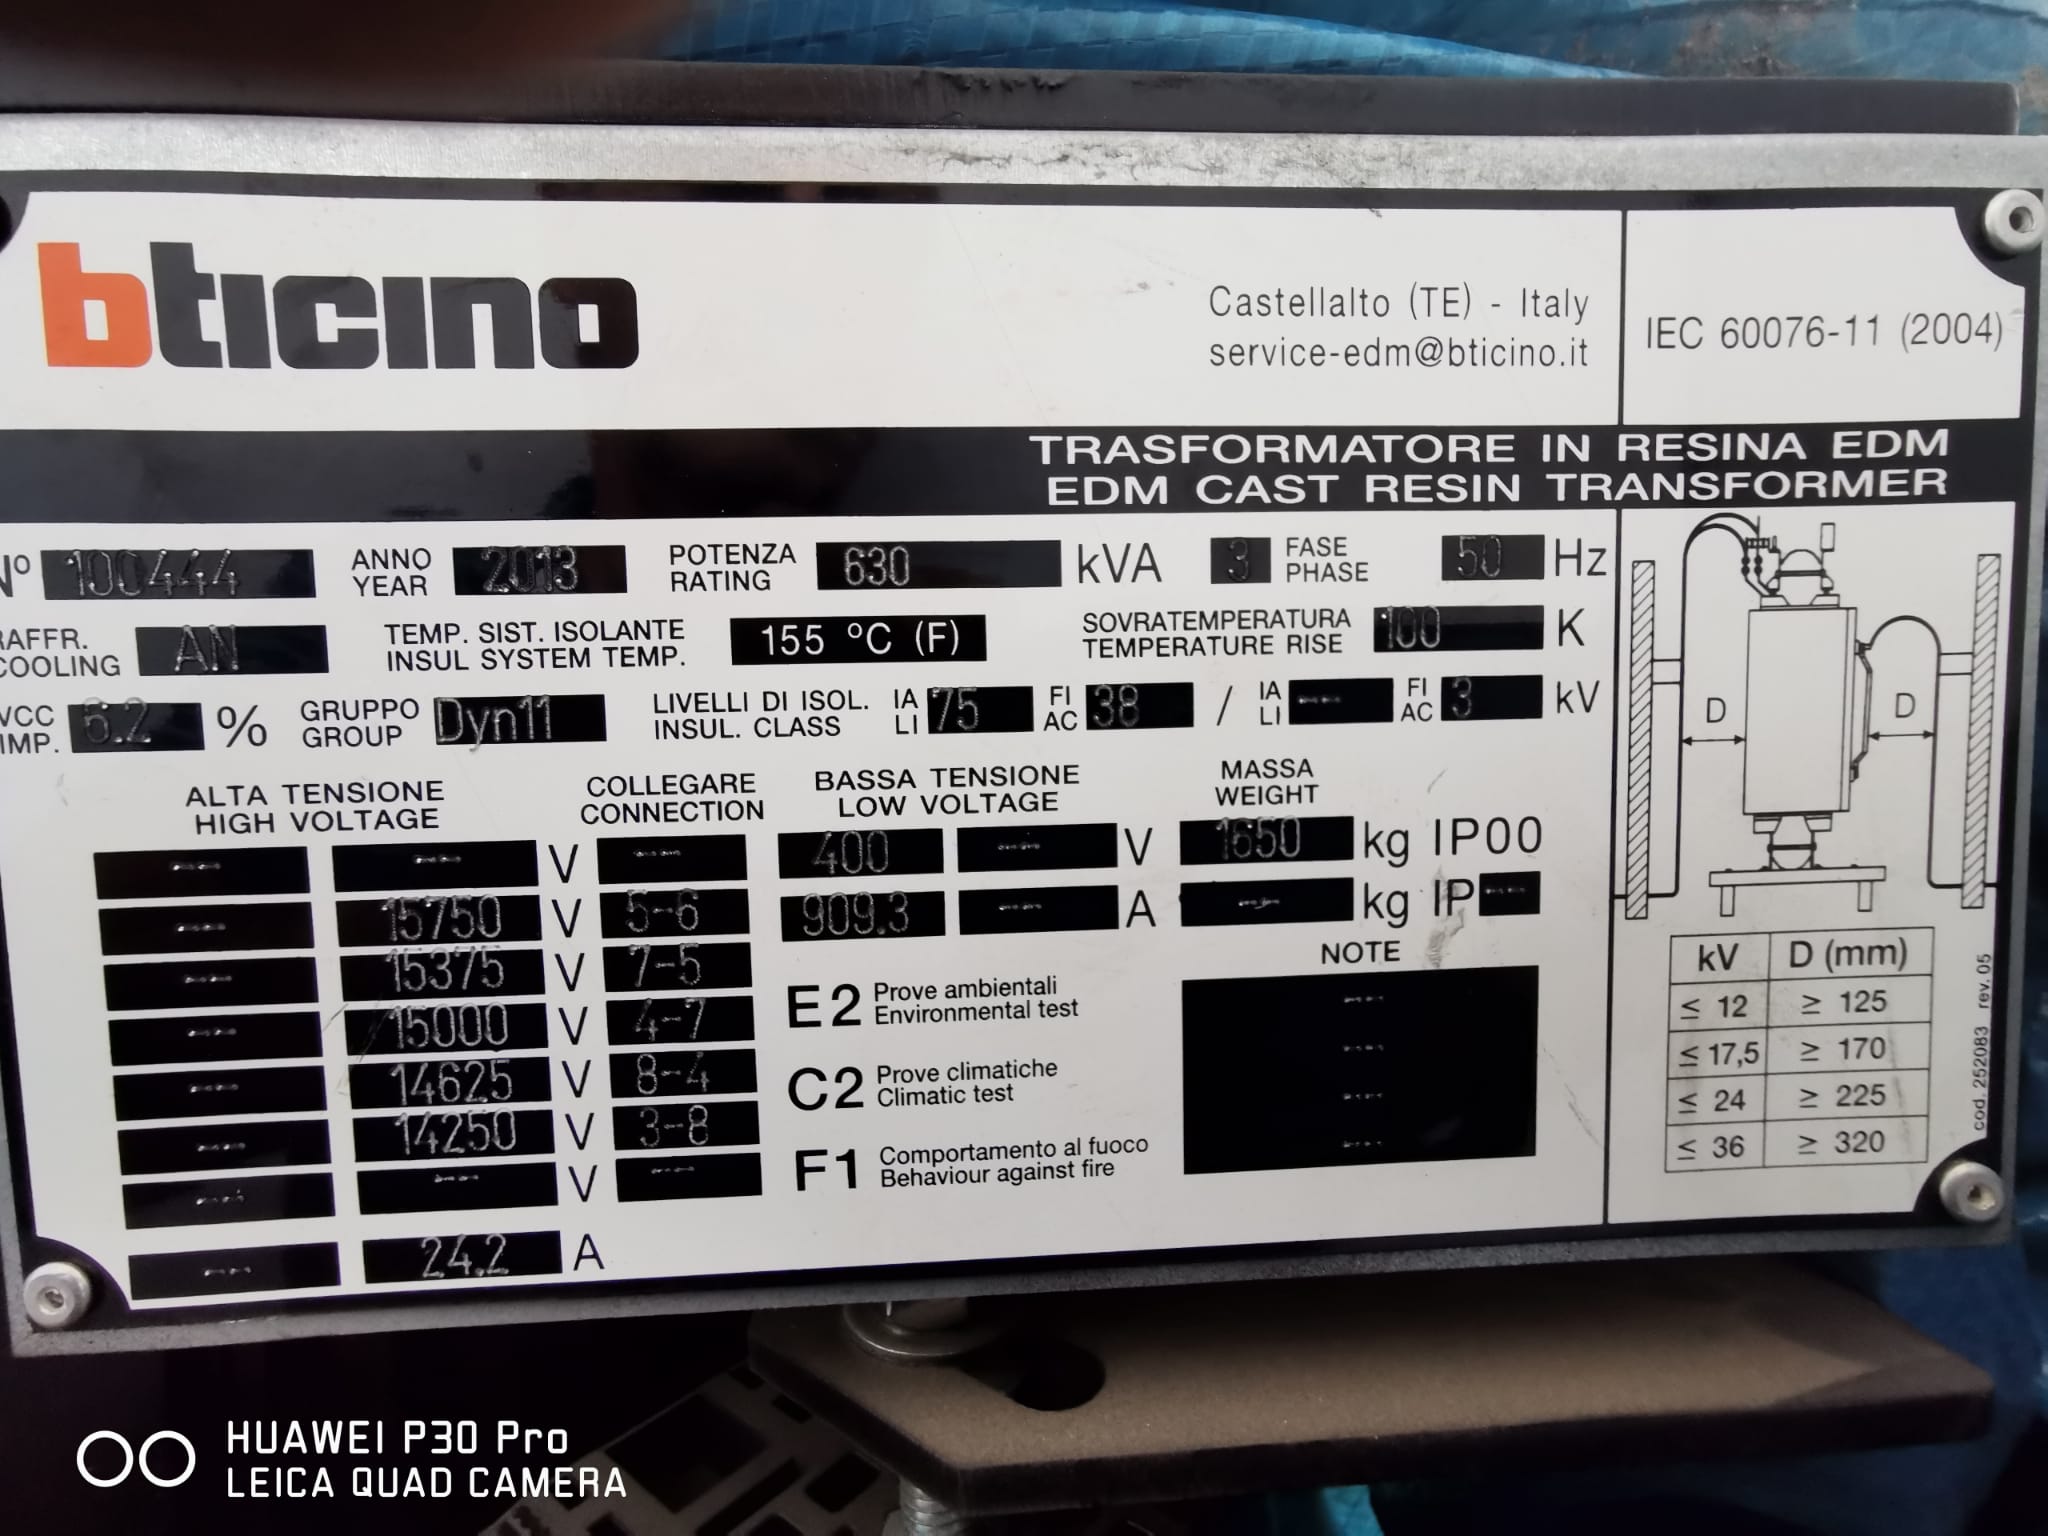 bticino
Castellalto (TE) - Italy
service-edm@bticino.it
IEC 60076-11 (2004)
TRASFORMATORE IN RESINA EDM
EDM CAST RESIN TRANSFORMER
Nº 100444 ANNO YEAR 2013 POTENZA RATING 630 kVA 3 FASE PHASE 50 Hz
RAFFR. COOLING AN TEMP. SIST. ISOLANTE INSUL SYSTEM TEMP. 155 °C (F) SOVRATEMPERATURA TEMPERATURE RISE 100 K
VCC IMP. 6.2 % GRUPPO GROUP Dyn11 LIVELLI DI ISOL. INSUL. CLASS IA LI 75 FI AC 38 / IA LI --- FI AC 3 kV
ALTA TENSIONE
HIGH VOLTAGE
COLLEGARE
CONNECTION
BASSA TENSIONE
LOW VOLTAGE
MASSA
WEIGHT
--- --- V ---
--- 15750 V 5-6
--- 15375 V 7-5
--- 15000 V 4-7
--- 14625 V 8-4
--- 14250 V 3-8
--- --- V ---
--- 24.2 A
400 --- V 1650 kg IP00
909.3 --- A --- kg IP ---
E2 Prove ambientali
Environmental test
C2 Prove climatiche
Climatic test
F1 Comportamento al fuoco
Behaviour against fire
NOTE
---
---
---
---
D D
kV D (mm)
≤ 12 ≥ 125
≤ 17,5 ≥ 170
≤ 24 ≥ 225
≤ 36 ≥ 320
cod. 252083 rev. 05
HUAWEI P30 Pro
LEICA QUAD CAMERA